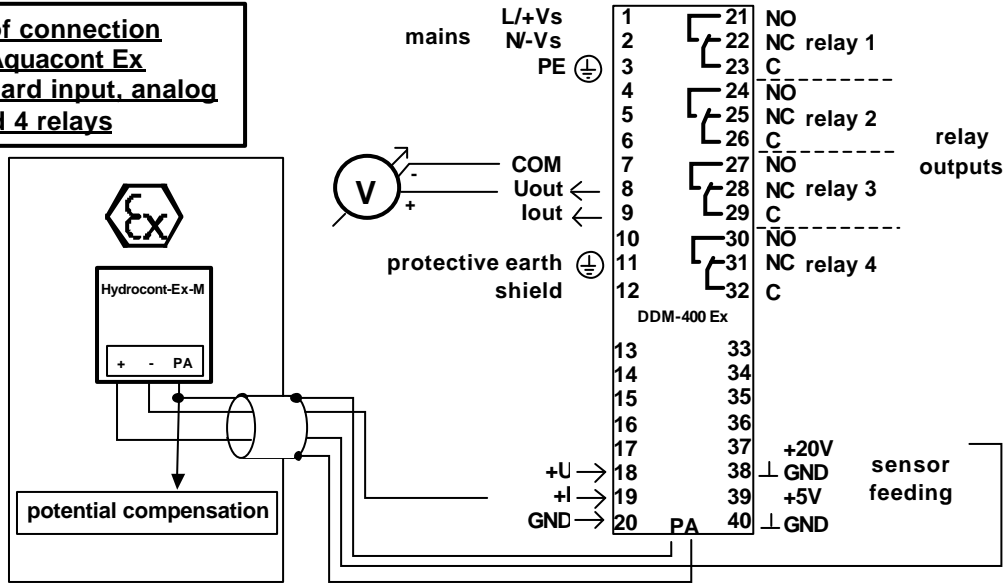 of connection
Aquacont Ex
ard input, analog
d 4 relays
mains
L/+Vs
N/-Vs
PE
COM
Uout
Iout
V
-
+
protective earth
shield
1 21 NO
2 22 NC relay 1
3 23 C
4 24 NO
5 25 NC relay 2
6 26 C
7 27 NO
8 28 NC relay 3
9 29 C
10 30 NO
11 31 NC relay 4
12 32 C
relay
outputs
DDM-400 Ex
13 33
14 34
15 35
16 36
17 37 +20V
+U 18 38 GND
+I 19 39 +5V
GND 20 PA 40 GND
sensor
feeding
Ex
Hydrocont-Ex-M
+ - PA
potential compensation